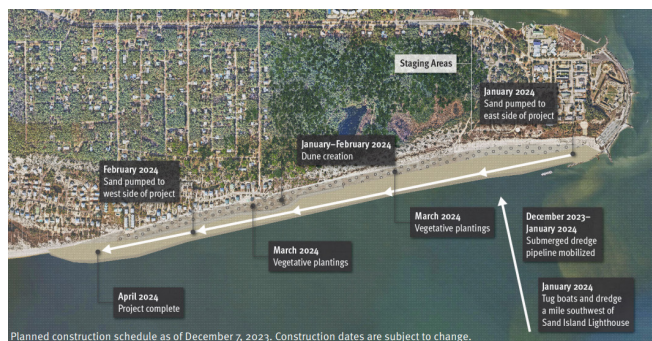 Staging Areas
January 2024
Sand pumped to
east side of project
January–February 2024
Dune creation
February 2024
Sand pumped to
west side of project
March 2024
Vegetative plantings
December 2023–
January 2024
Submerged dredge
pipeline mobilized
March 2024
Vegetative plantings
January 2024
Tug boats and dredge
a mile southwest of
Sand Island Lighthouse
April 2024
Project complete
Planned construction schedule as of December 7, 2023. Construction dates are subject to change.